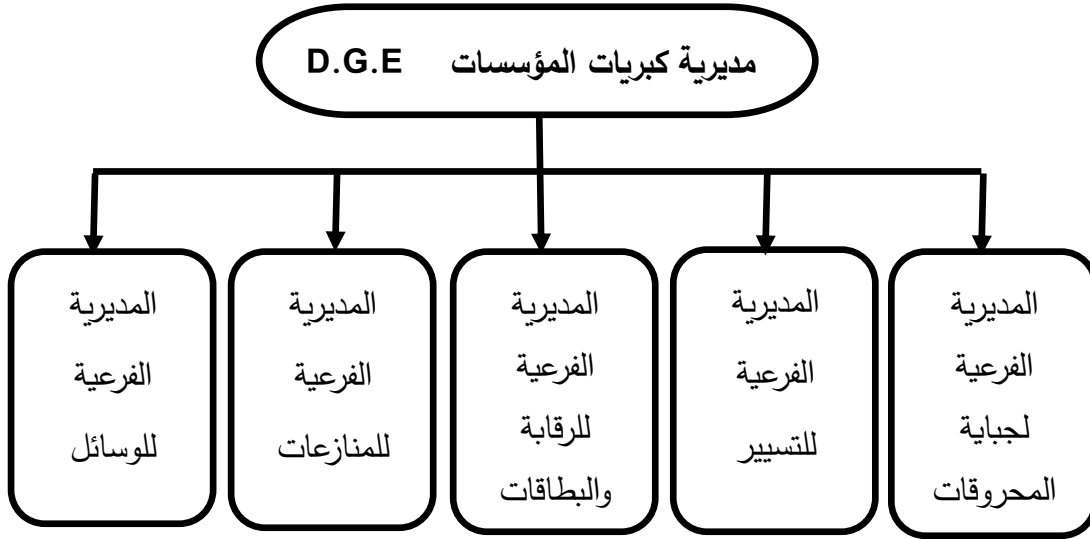 مديرية كبريات المؤسسات D.G.E
المديرية
الفرعية
لجباية
المحروقات
المديرية
الفرعية
للتسيير
المديرية
الفرعية
للرقابة
والبطاقات
المديرية
الفرعية
للمنازعات
المديرية
الفرعية
للوسائل